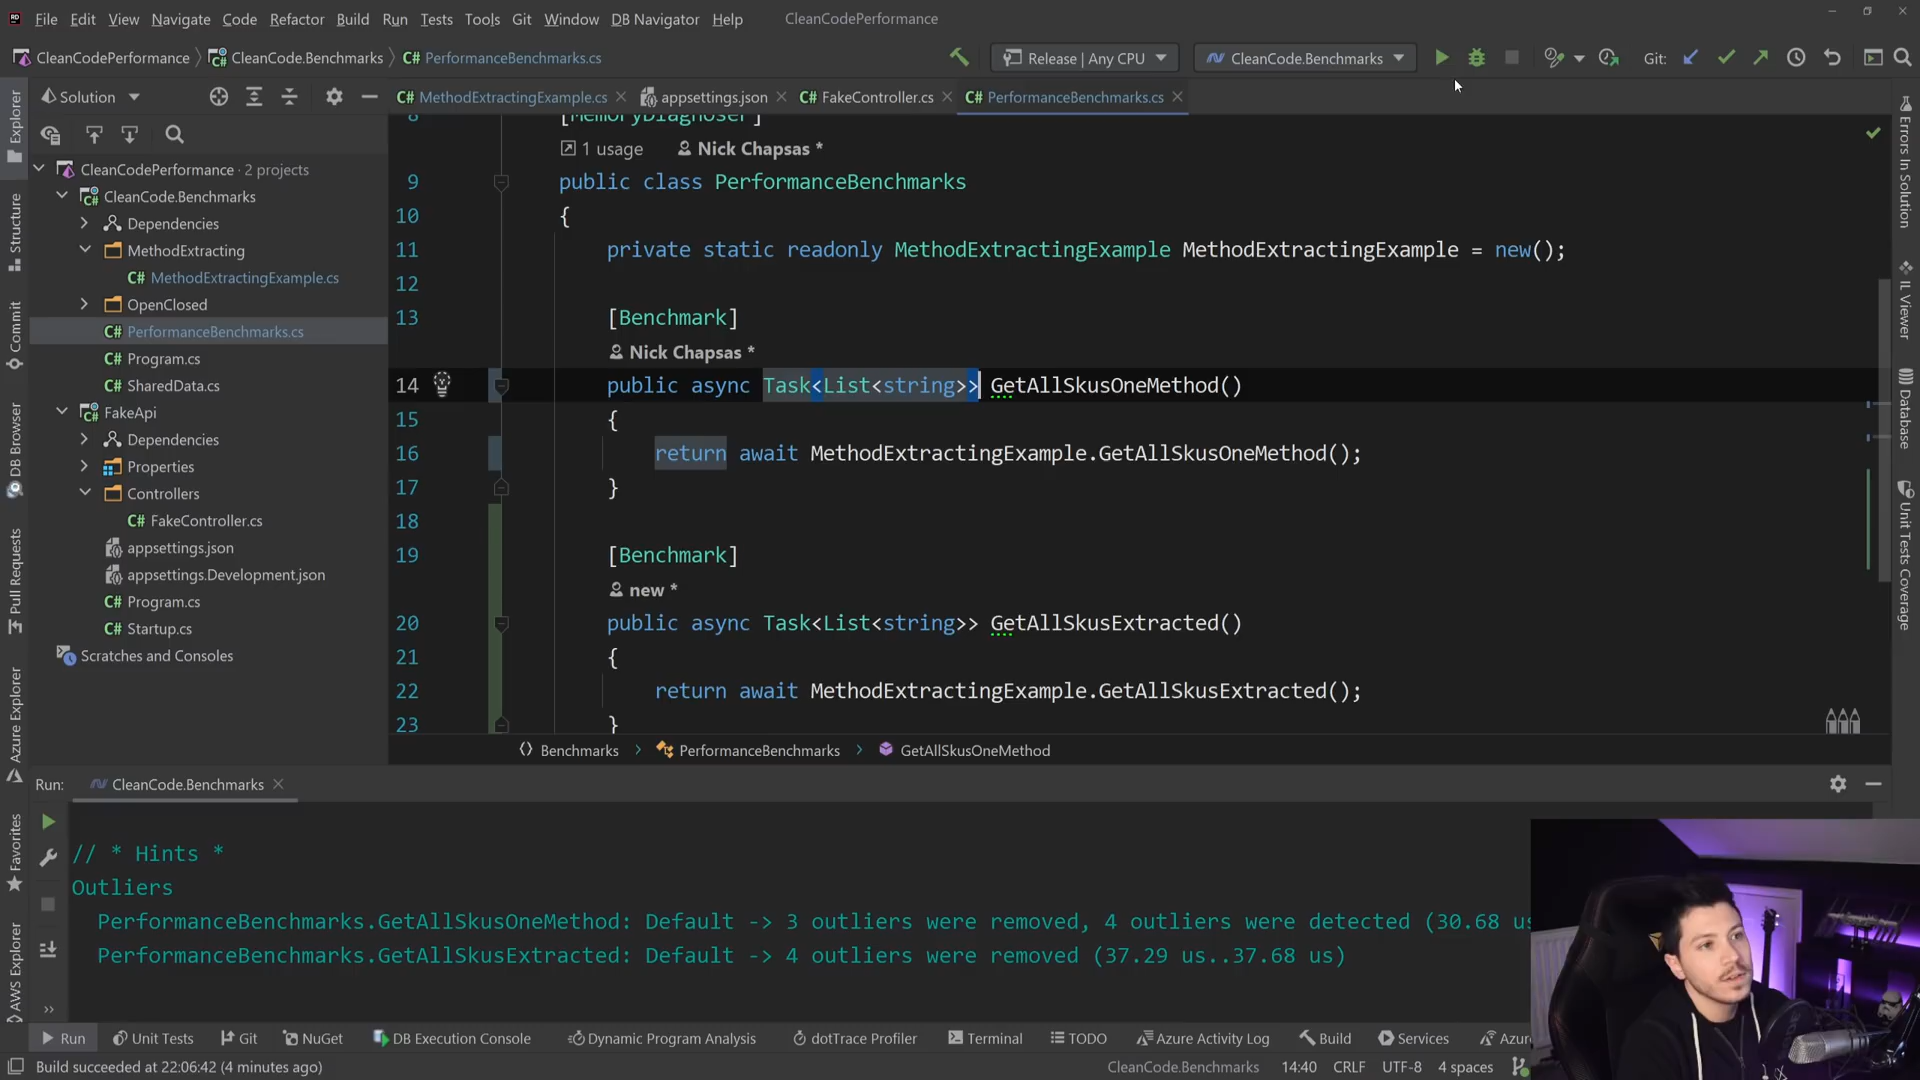 File Edit View Navigate Code Refactor Build Run Tests Tools Git Window DB Navigator Help CleanCodePerformance
CleanCodePerformance CleanCode.Benchmarks C# PerformanceBenchmarks.cs Release | Any CPU CleanCode.Benchmarks Git:
Solution
C# MethodExtractingExample.cs appsettings.json C# FakeController.cs C# PerformanceBenchmarks.cs
CleanCodePerformance · 2 projects
CleanCode.Benchmarks
Dependencies
MethodExtracting
C# MethodExtractingExample.cs
OpenClosed
C# PerformanceBenchmarks.cs
C# Program.cs
C# SharedData.cs
FakeApi
Dependencies
Properties
Controllers
C# FakeController.cs
appsettings.json
appsettings.Development.json
C# Program.cs
C# Startup.cs
Scratches and Consoles
8 [MemoryDiagnoser]
1 usage Nick Chapsas *
9 public class PerformanceBenchmarks
10 {
11 private static readonly MethodExtractingExample MethodExtractingExample = new();
12
13 [Benchmark]
Nick Chapsas *
14 public async Task<List<string>> GetAllSkusOneMethod()
15 {
16 return await MethodExtractingExample.GetAllSkusOneMethod();
17 }
18
19 [Benchmark]
new *
20 public async Task<List<string>> GetAllSkusExtracted()
21 {
22 return await MethodExtractingExample.GetAllSkusExtracted();
23 }
Benchmarks PerformanceBenchmarks GetAllSkusOneMethod
Explorer
Structure
Commit
DB Browser
Pull Requests
Azure Explorer
Favorites
AWS Explorer
Errors In Solution
IL Viewer
Database
Unit Tests Coverage
Run: CleanCode.Benchmarks
// * Hints *
Outliers
PerformanceBenchmarks.GetAllSkusOneMethod: Default -> 3 outliers were removed, 4 outliers were detected (30.68 us
PerformanceBenchmarks.GetAllSkusExtracted: Default -> 4 outliers were removed (37.29 us..37.68 us)
Run Unit Tests Git NuGet DB Execution Console Dynamic Program Analysis dotTrace Profiler Terminal TODO Azure Activity Log Build Services Azur
Build succeeded at 22:06:42 (4 minutes ago) CleanCode.Benchmarks 14:40 CRLF UTF-8 4 spaces